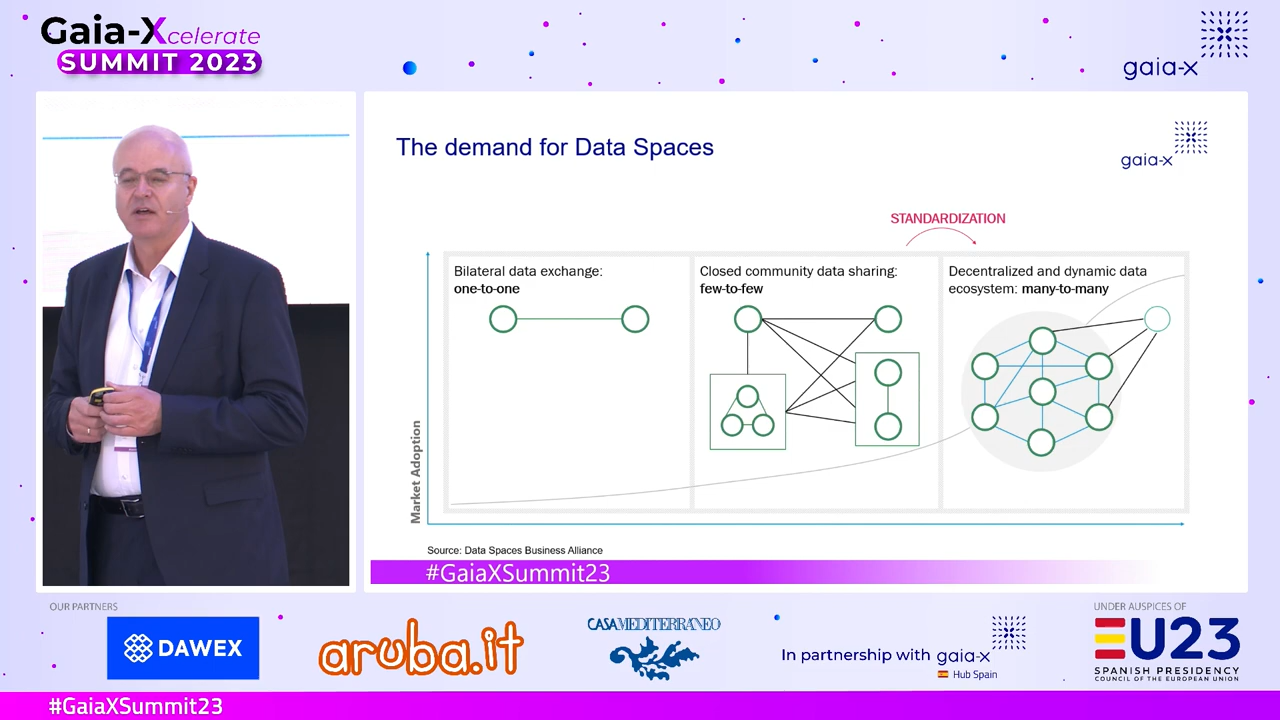 Gaia-Xcelerate
SUMMIT 2023
gaia-x
The demand for Data Spaces
gaia-x
STANDARDIZATION
Bilateral data exchange:
one-to-one
Closed community data sharing:
few-to-few
Decentralized and dynamic data
ecosystem: many-to-many
Market Adoption
Source: Data Spaces Business Alliance
#GaiaXSummit23
OUR PARTNERS
DAWEX
aruba.it
CASAMEDITERRANEO
In partnership with gaia-x
Hub Spain
UNDER AUSPICES OF
EU23
SPANISH PRESIDENCY
COUNCIL OF THE EUROPEAN UNION
#GaiaXSummit23